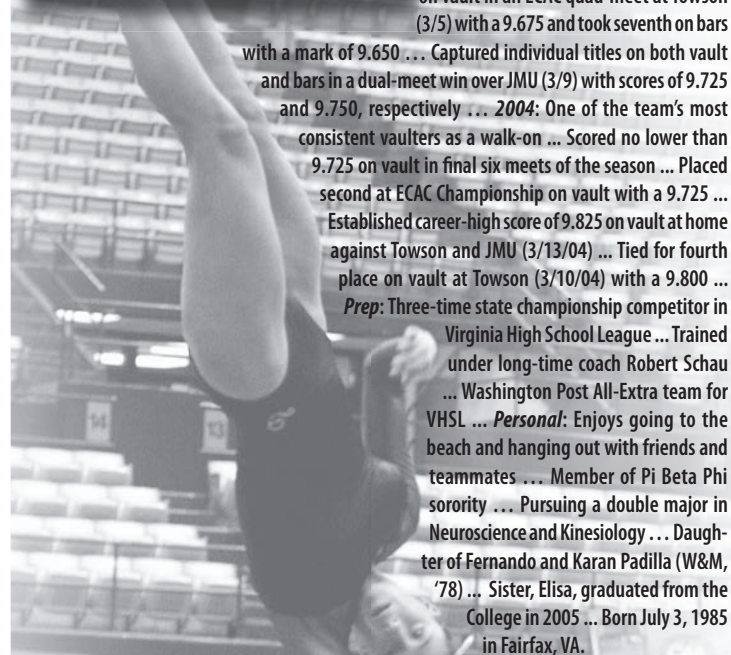 on vault in an ECAC quad-meet at Towson
(3/5) with a 9.675 and took seventh on bars
with a mark of 9.650 … Captured individual titles on both vault
and bars in a dual-meet win over JMU (3/9) with scores of 9.725
and 9.750, respectively … 2004: One of the team's most
consistent vaulters as a walk-on ... Scored no lower than
9.725 on vault in final six meets of the season ... Placed
second at ECAC Championship on vault with a 9.725 ...
Established career-high score of 9.825 on vault at home
against Towson and JMU (3/13/04) ... Tied for fourth
place on vault at Towson (3/10/04) with a 9.800 ...
Prep: Three-time state championship competitor in
Virginia High School League ... Trained
under long-time coach Robert Schau
... Washington Post All-Extra team for
VHSL ... Personal: Enjoys going to the
beach and hanging out with friends and
teammates … Member of Pi Beta Phi
sorority … Pursuing a double major in
Neuroscience and Kinesiology … Daugh-
ter of Fernando and Karan Padilla (W&M,
'78) ... Sister, Elisa, graduated from the
College in 2005 ... Born July 3, 1985
in Fairfax, VA.
14
13